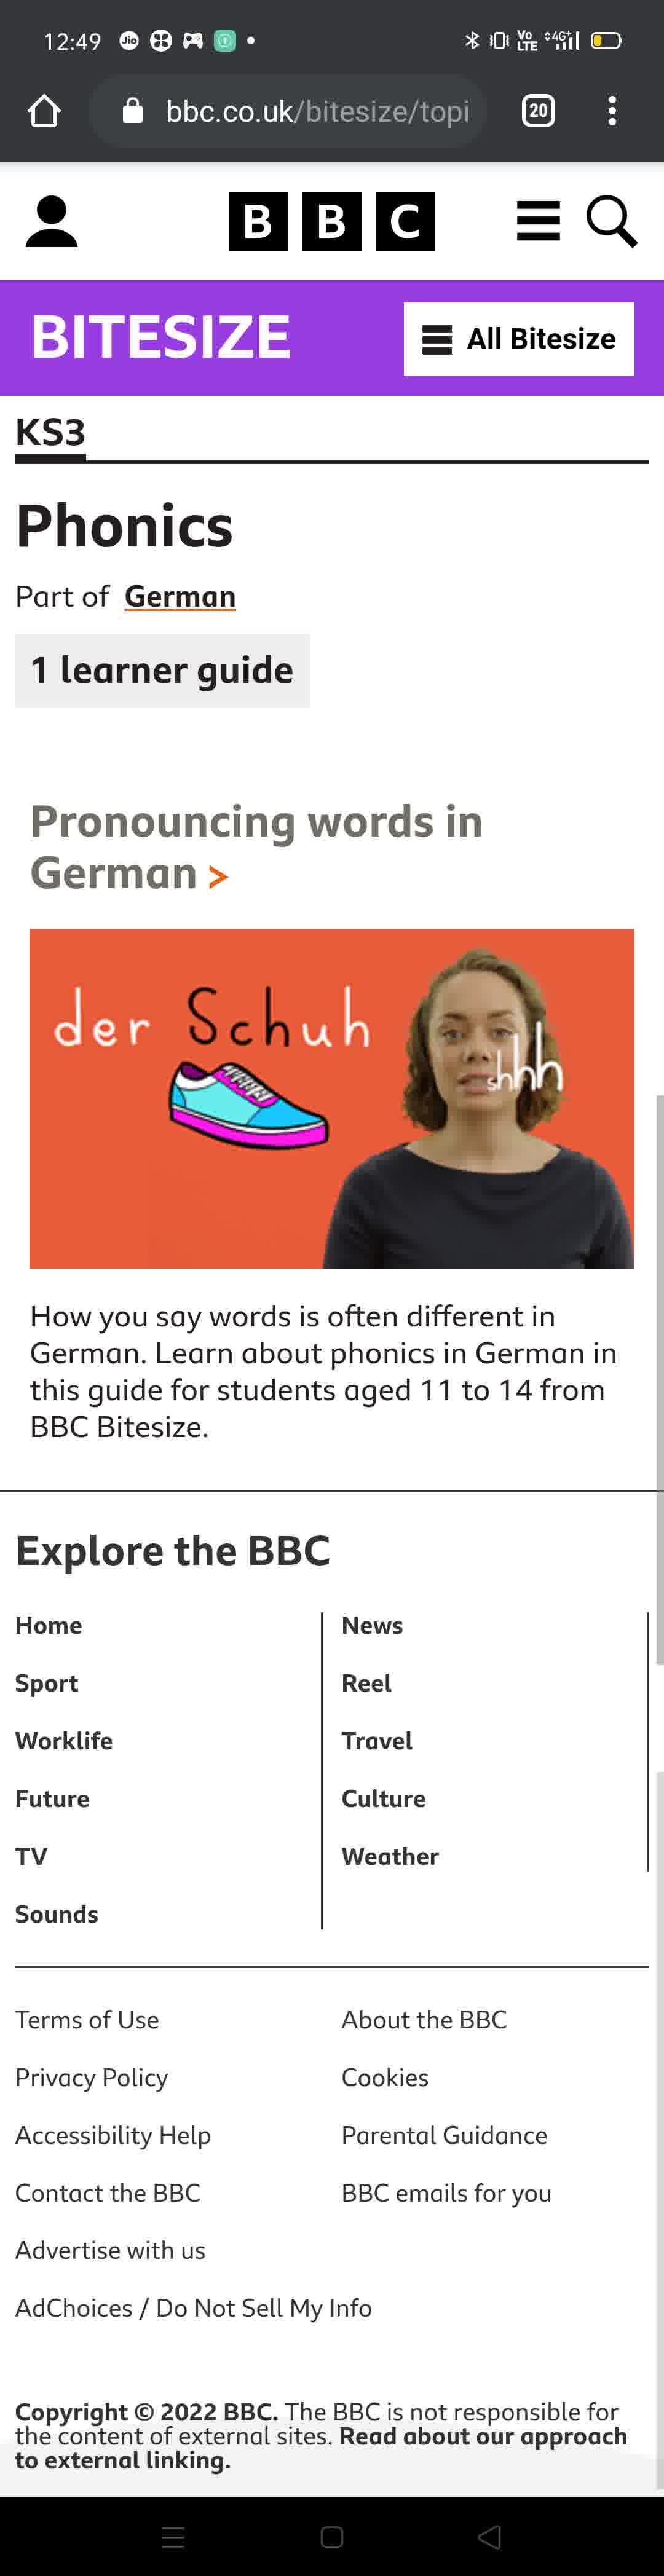 12:49 Jio VoLTE 4G+
bbc.co.uk/bitesize/topi 20
BBC
BITESIZE All Bitesize
KS3
Phonics
Part of German
1 learner guide
Pronouncing words in
German >
der Schuh
shhh
How you say words is often different in
German. Learn about phonics in German in
this guide for students aged 11 to 14 from
BBC Bitesize.
Explore the BBC
Home
News
Sport
Reel
Worklife
Travel
Future
Culture
TV
Weather
Sounds
Terms of Use
About the BBC
Privacy Policy
Cookies
Accessibility Help
Parental Guidance
Contact the BBC
BBC emails for you
Advertise with us
AdChoices / Do Not Sell My Info
Copyright © 2022 BBC. The BBC is not responsible for
the content of external sites. Read about our approach
to external linking.